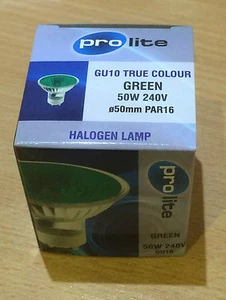 prolite
GU10 TRUE COLOUR
GREEN
50W 240V
ø50mm PAR16
HALOGEN LAMP
prolite
GREEN
50W 240V
GU10